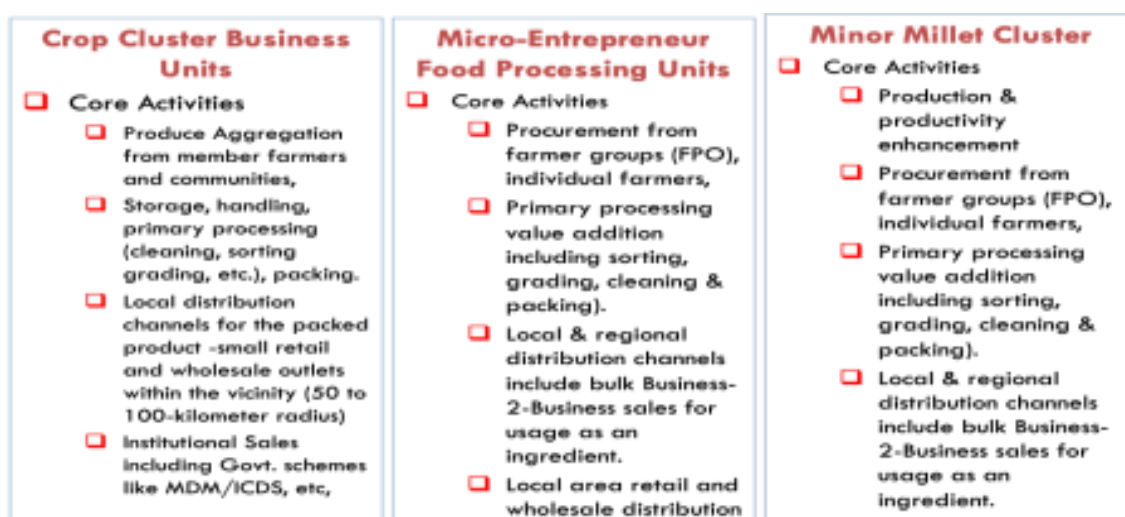 Crop Cluster Business
Units
Core Activities
Produce Aggregation
from member farmers
and communities,
Storage, handling,
primary processing
(cleaning, sorting
grading, etc.), packing.
Local distribution
channels for the packed
product -small retail
and wholesale outlets
within the vicinity (50 to
100-kilometer radius)
Institutional Sales
including Govt. schemes
like MDM/ICDS, etc,
Micro-Entrepreneur
Food Processing Units
Core Activities
Procurement from
farmer groups (FPO),
individual farmers,
Primary processing
value addition
including sorting,
grading, cleaning &
packing).
Local & regional
distribution channels
include bulk Business-
2-Business sales for
usage as an
ingredient.
Local area retail and
wholesale distribution
Minor Millet Cluster
Core Activities
Production &
productivity
enhancement
Procurement from
farmer groups (FPO),
individual farmers,
Primary processing
value addition
including sorting,
grading, cleaning &
packing).
Local & regional
distribution channels
include bulk Business-
2-Business sales for
usage as an
ingredient.